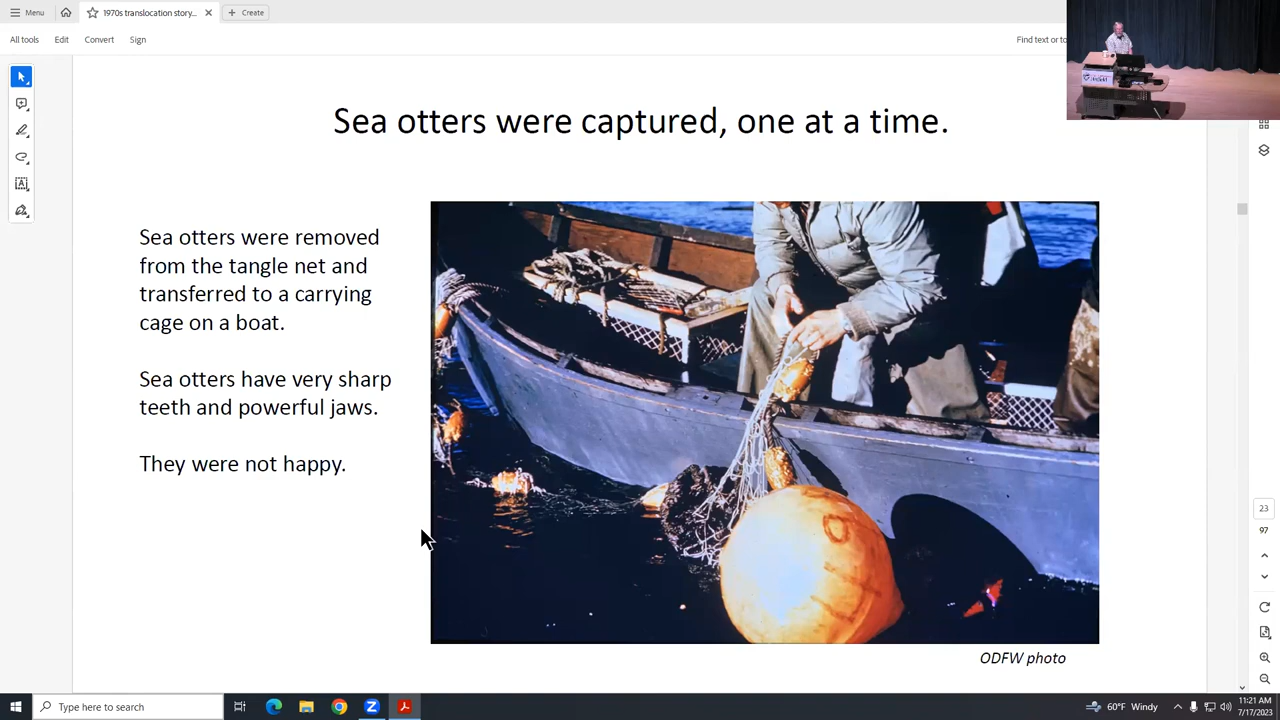 Menu
1970s translocation story...
Create
All tools
Edit
Convert
Sign
Find text or to
Sea otters were captured, one at a time.
Sea otters were removed
from the tangle net and
transferred to a carrying
cage on a boat.
Sea otters have very sharp
teeth and powerful jaws.
They were not happy.
ODFW photo
23
97
Type here to search
60°F Windy
11:21 AM
7/17/2023